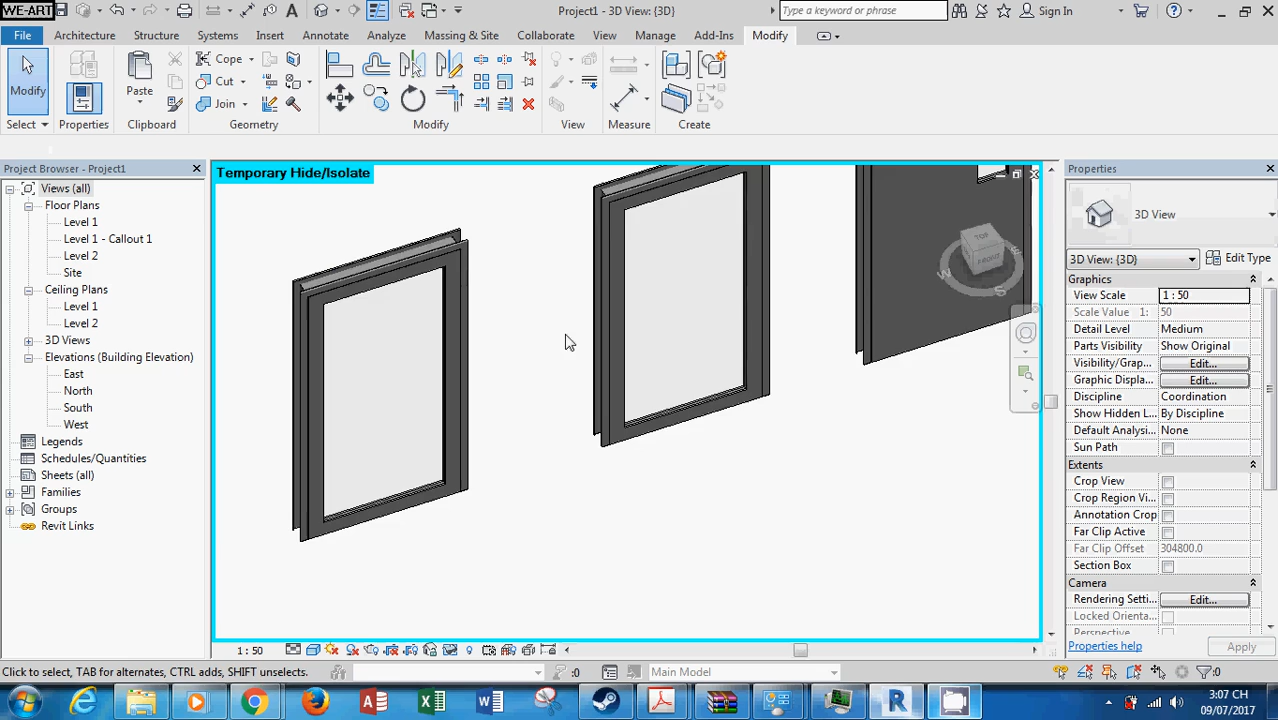 WE-ART
Project1 - 3D View: {3D}
Type a keyword or phrase
Sign In
File
Architecture
Structure
Systems
Insert
Annotate
Analyze
Massing & Site
Collaborate
View
Manage
Add-Ins
Modify
Modify
Paste
Cope
Cut
Join
Select
Properties
Clipboard
Geometry
Modify
View
Measure
Create
Project Browser - Project1
Views (all)
Floor Plans
Level 1
Level 1 - Callout 1
Level 2
Site
Ceiling Plans
Level 1
Level 2
3D Views
Elevations (Building Elevation)
East
North
South
West
Legends
Schedules/Quantities
Sheets (all)
Families
Groups
Revit Links
Temporary Hide/Isolate
TOP
FRONT
W
S
E
Properties
3D View
3D View: {3D}
Edit Type
Graphics
View Scale 1 : 50
Scale Value 1: 50
Detail Level Medium
Parts Visibility Show Original
Visibility/Grap... Edit...
Graphic Displa... Edit...
Discipline Coordination
Show Hidden L... By Discipline
Default Analysi... None
Sun Path
Extents
Crop View
Crop Region Vi...
Annotation Crop
Far Clip Active
Far Clip Offset 304800.0
Section Box
Camera
Rendering Setti... Edit...
Locked Orienta...
Perspective
Properties help
Apply
1 : 50
Click to select, TAB for alternates, CTRL adds, SHIFT unselects.
:0
Main Model
:0
3:07 CH
09/07/2017